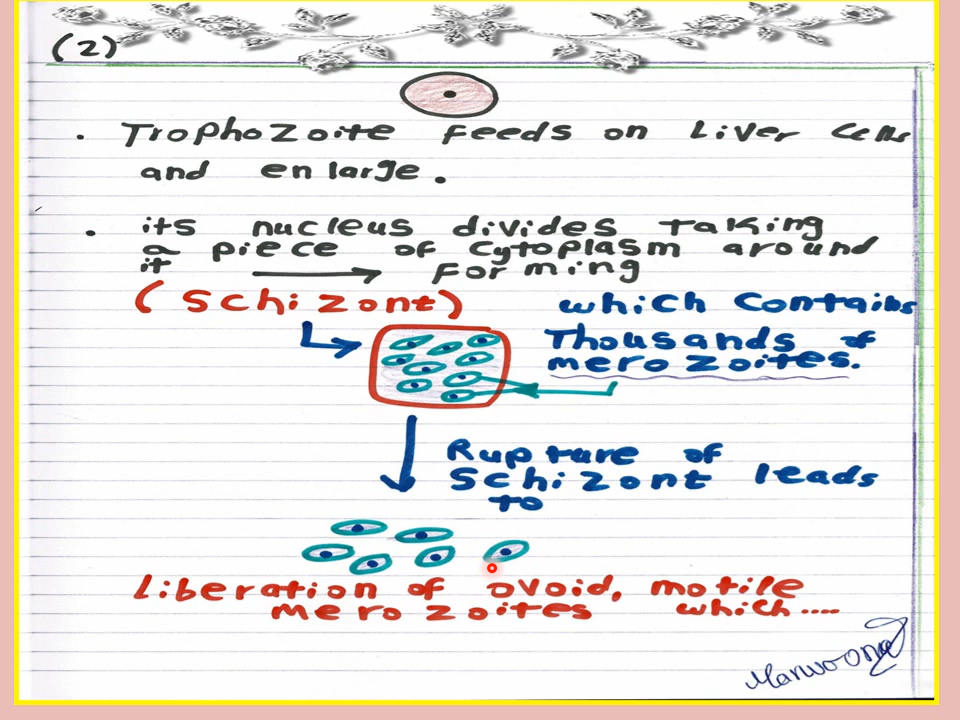 (2)
. Trophozoite feeds on Liver cells
and enlarge.
. its nucleus divides taking
a piece of cytoplasm around
it → forming
(Schizont) which contains
Thousands of
merozoites.
Rupture of
Schizont leads
to
Liberation of ovoid, motile
merozoites which.....